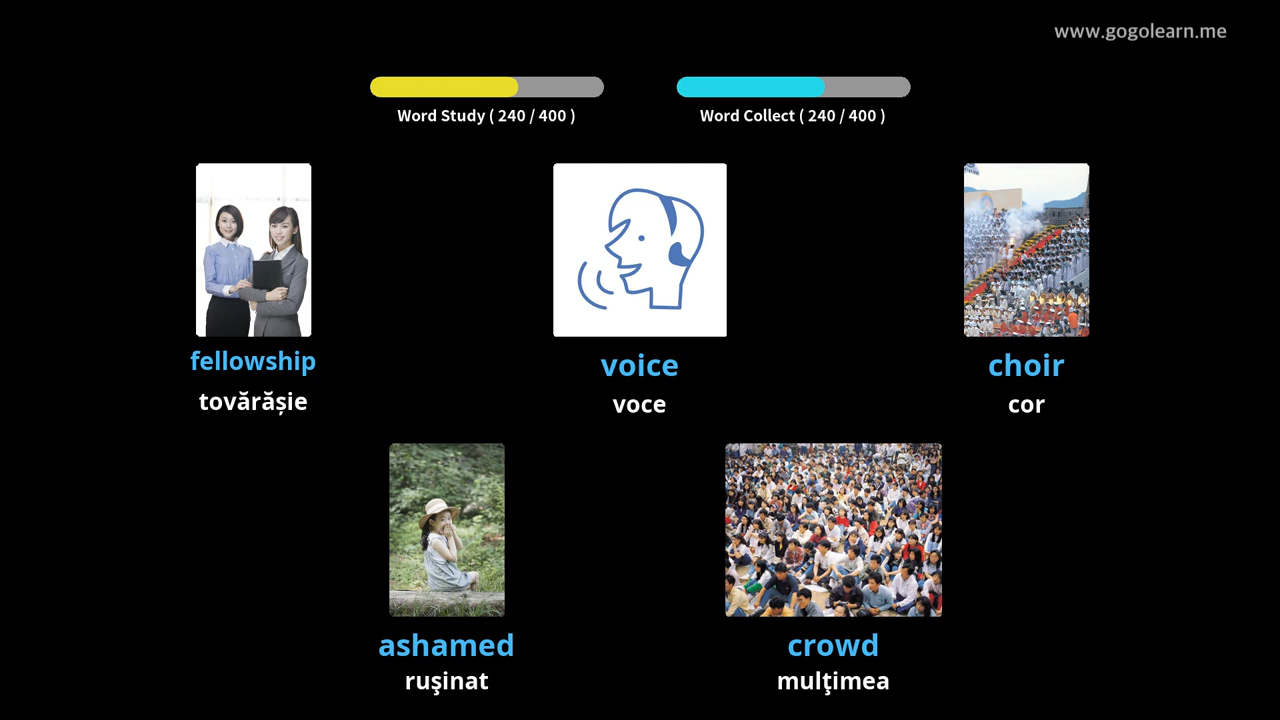 www.gogolearn.me
Word Study ( 240 / 400 )
Word Collect ( 240 / 400 )
fellowship
tovărășie
voice
voce
choir
cor
ashamed
ruşinat
crowd
mulţimea